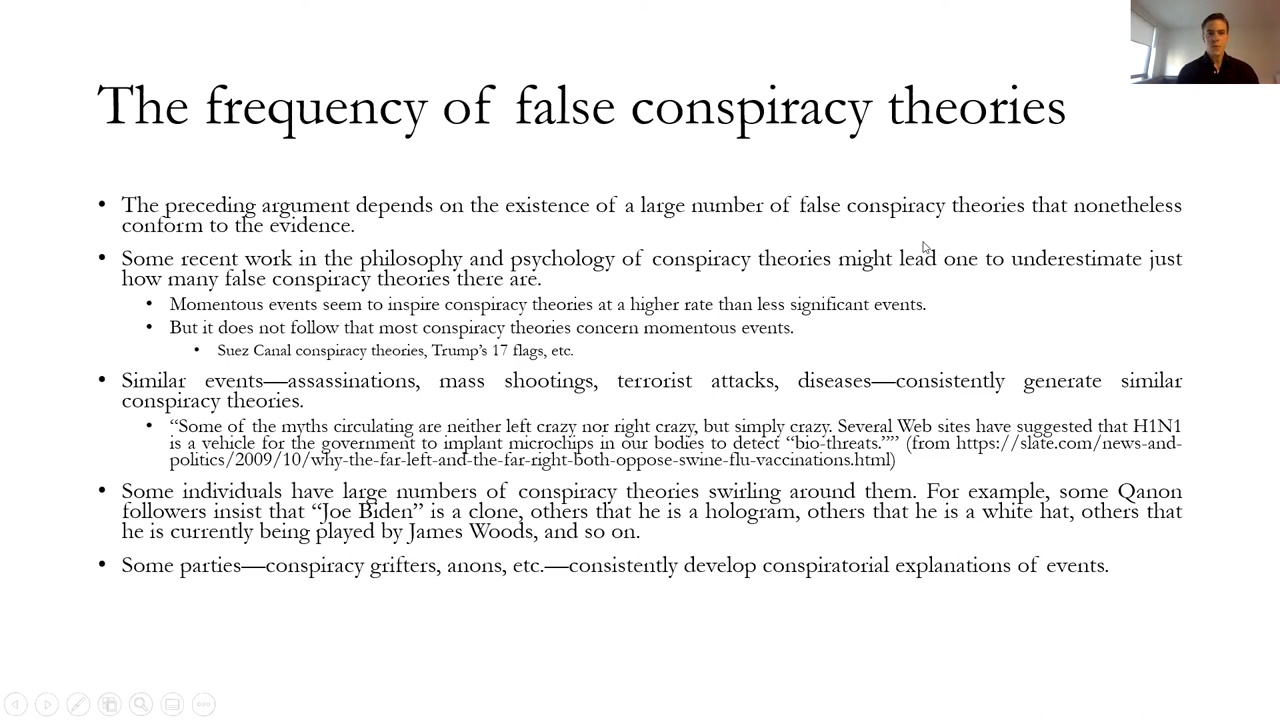 The frequency of false conspiracy theories
• The preceding argument depends on the existence of a large number of false conspiracy theories that nonetheless
conform to the evidence.
• Some recent work in the philosophy and psychology of conspiracy theories might lead one to underestimate just
how many false conspiracy theories there are.
• Momentous events seem to inspire conspiracy theories at a higher rate than less significant events.
• But it does not follow that most conspiracy theories concern momentous events.
• Suez Canal conspiracy theories, Trump's 17 flags, etc.
• Similar events—assassinations, mass shootings, terrorist attacks, diseases—consistently generate similar
conspiracy theories.
• “Some of the myths circulating are neither left crazy nor right crazy, but simply crazy. Several Web sites have suggested that H1N1
is a vehicle for the government to implant microchips in our bodies to detect “bio-threats.”” (from https://slate.com/news-and-
politics/2009/10/why-the-far-left-and-the-far-right-both-oppose-swine-flu-vaccinations.html)
• Some individuals have large numbers of conspiracy theories swirling around them. For example, some Qanon
followers insist that “Joe Biden” is a clone, others that he is a hologram, others that he is a white hat, others that
he is currently being played by James Woods, and so on.
• Some parties—conspiracy grifters, anons, etc.—consistently develop conspiratorial explanations of events.